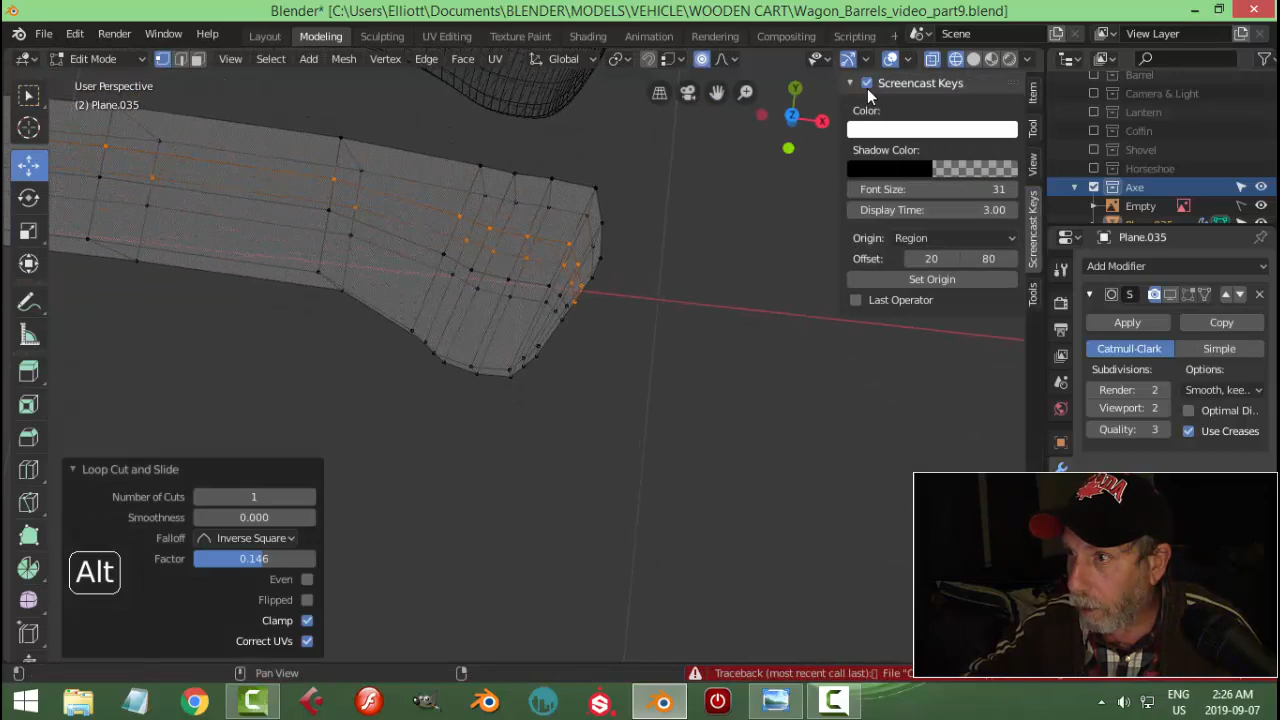 Blender* [C:\Users\Elliott\Documents\BLENDER\MODELS\VEHICLE\WOODEN CART\Wagon_Barrels_video_part9.blend]
File Edit Render Window Help Layout Modeling Sculpting UV Editing Texture Paint Shading Animation Rendering Compositing Scripting + Scene View Layer
Edit Mode View Select Add Mesh Vertex Edge Face UV Global
User Perspective
(2) Plane.035
Screencast Keys
Color:
Shadow Color:
Font Size: 31
Display Time: 3.00
Origin: Region
Offset: 20 80
Set Origin
Last Operator
Item
Tool
View
Screencast Keys
Tools
Barrel
Camera & Light
Lantern
Coffin
Shovel
Horseshoe
Axe
Empty
Plane.035
Add Modifier
S
Apply Copy
Catmull-Clark Simple
Subdivisions: Options:
Render: 2 Smooth, kee..
Viewport: 2 Optimal Di..
Quality: 3 Use Creases
Loop Cut and Slide
Number of Cuts 1
Smoothness 0.000
Falloff Inverse Square
Factor 0.146
Even
Flipped
Clamp
Correct UVs
Alt
Pan View
Traceback (most recent call last): File "C
ENG
US
2:26 AM
2019-09-07